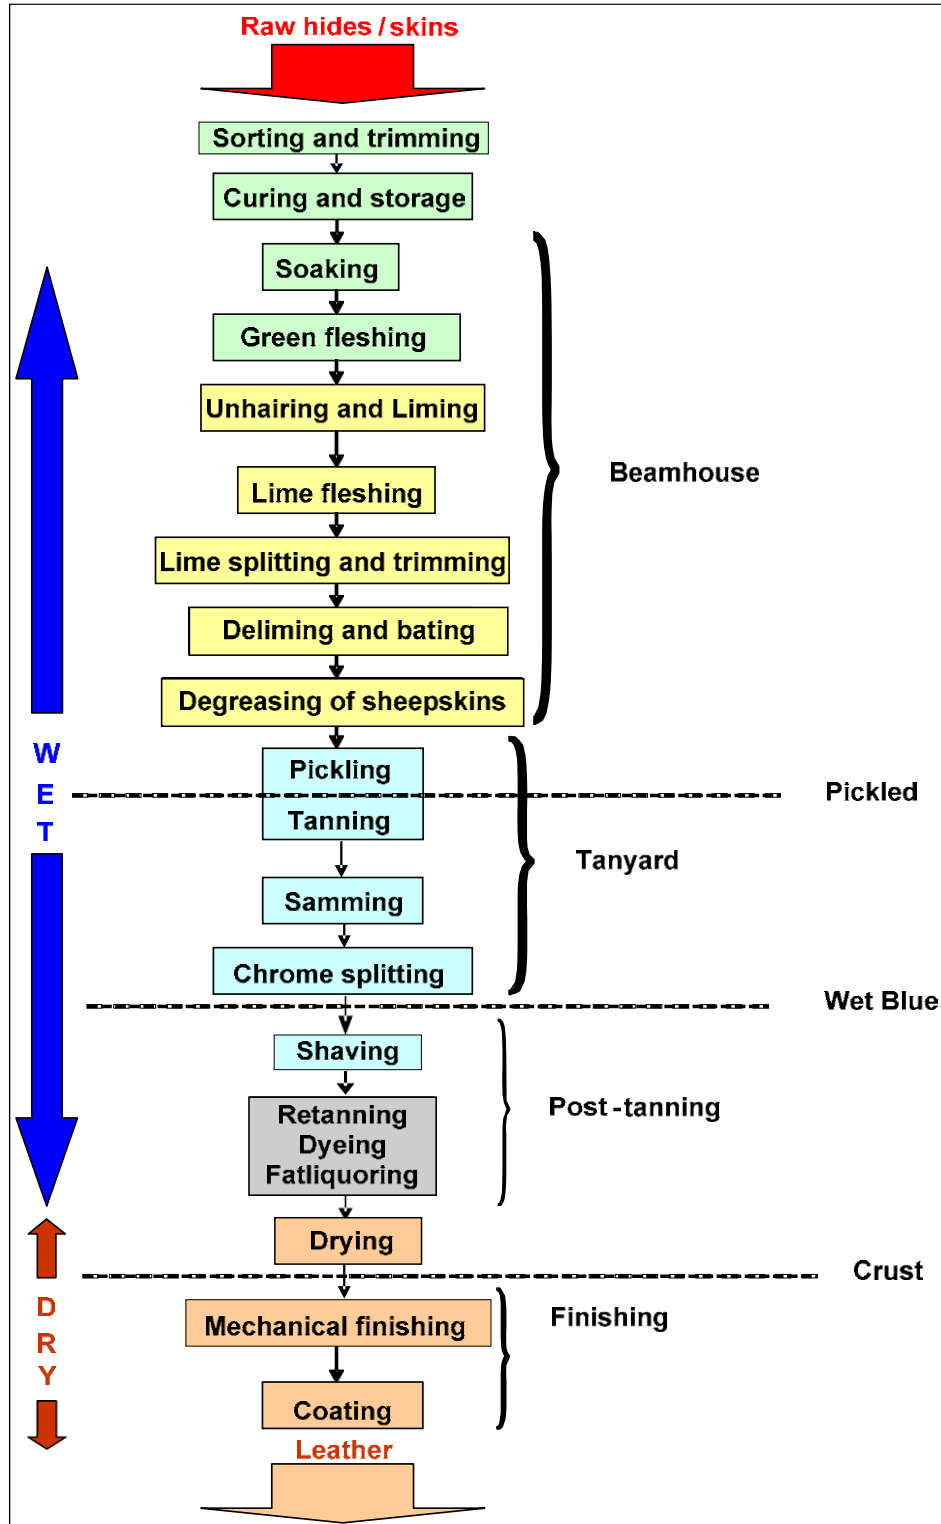 Raw hides / skins
Sorting and trimming
Curing and storage
Soaking
Green fleshing
Unhairing and Liming
Beamhouse
Lime fleshing
Lime splitting and trimming
Deliming and bating
Degreasing of sheepskins
WET
Pickling
Pickled
Tanning
Tanyard
Samming
Chrome splitting
Wet Blue
Shaving
Post-tanning
Retanning
Dyeing
Fatliquoring
Drying
Crust
DRY
Mechanical finishing
Finishing
Coating
Leather